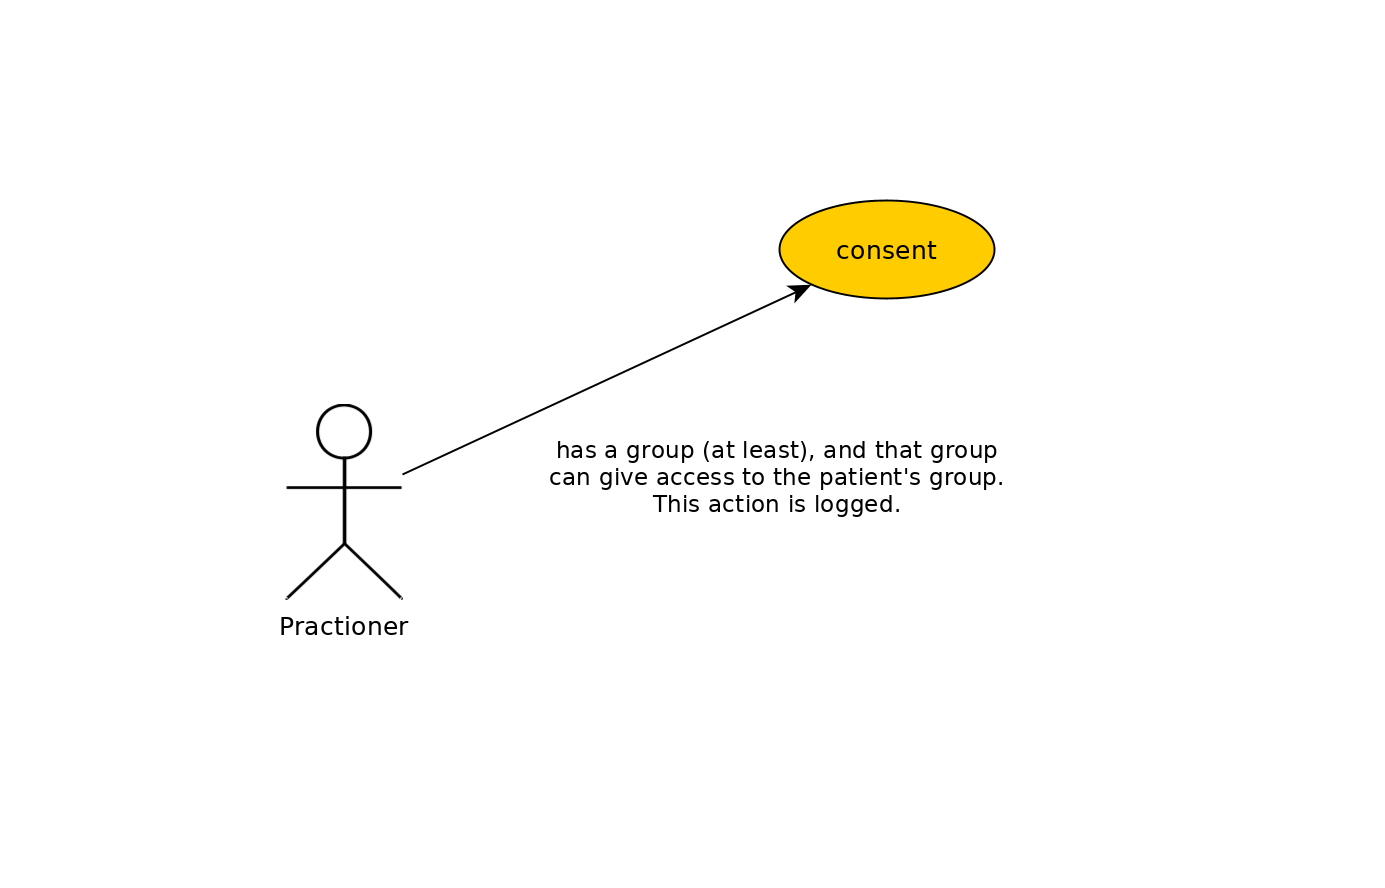 consent
has a group (at least), and that group
can give access to the patient's group.
This action is logged.
Practioner